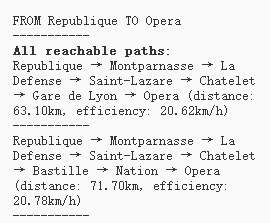 FROM Republique TO Opera
-----------
All reachable paths:
Republique → Montparnasse → La
Defense → Saint-Lazare → Chatelet
→ Gare de Lyon → Opera (distance:
63.10km, efficiency: 20.62km/h)
-----------
Republique → Montparnasse → La
Defense → Saint-Lazare → Chatelet
→ Bastille → Nation → Opera
(distance: 71.70km, efficiency:
20.78km/h)
-----------